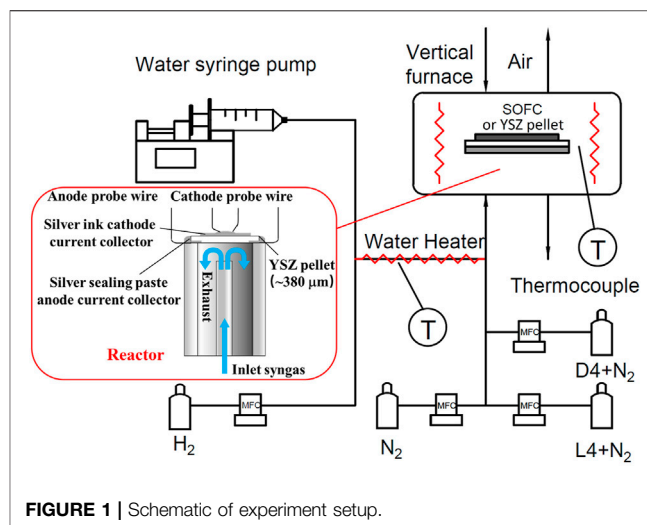 Water syringe pump
Vertical
furnace
Air
SOFC
or YSZ pellet
T
Thermocouple
Anode probe wire
Cathode probe wire
Silver ink cathode
current collector
Silver sealing paste
anode current collector
YSZ pellet
(~380 μm)
Exhaust
Inlet syngas
Reactor
Water Heater
T
MFC
D4+N₂
MFC
H₂
MFC
N₂
MFC
L4+N₂
FIGURE 1 | Schematic of experiment setup.